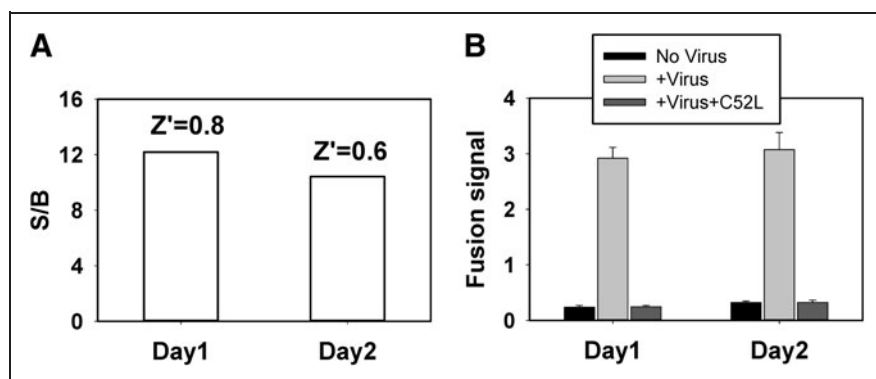 A
16
12
8
4
0
S/B
Z'=0.8
Z'=0.6
Day1
Day2
B
No Virus
+Virus
+Virus+C52L
4
3
2
1
0
Fusion signal
Day1
Day2